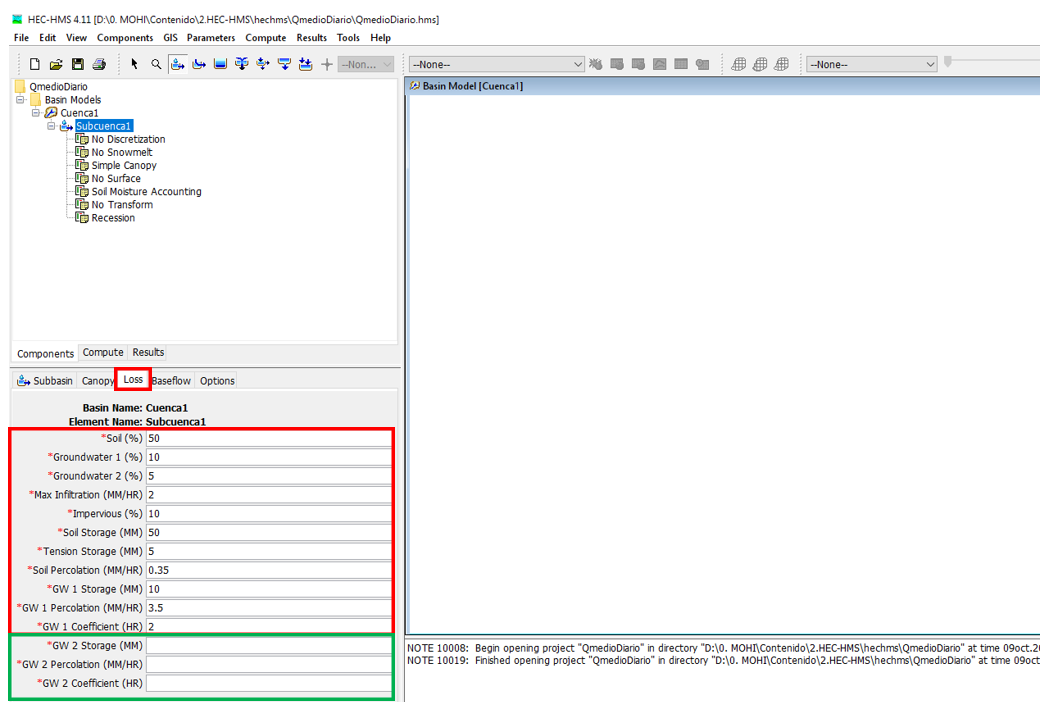 HEC-HMS 4.11 [D:\0. MOHI\Contenido\2.HEC-HMS\hechms\QmedioDiario\QmedioDiario.hms]
File Edit View Components GIS Parameters Compute Results Tools Help
--Non... --None-- --None--
QmedioDiario
Basin Models
Cuenca1
Subcuenca1
No Discretization
No Snowmelt
Simple Canopy
No Surface
Soil Moisture Accounting
No Transform
Recession
Components Compute Results
Basin Model [Cuenca1]
Subbasin Canopy Loss Baseflow Options
Basin Name: Cuenca1
Element Name: Subcuenca1
*Soil (%) 50
*Groundwater 1 (%) 10
*Groundwater 2 (%) 5
*Max Infiltration (MM/HR) 2
*Impervious (%) 10
*Soil Storage (MM) 50
*Tension Storage (MM) 5
*Soil Percolation (MM/HR) 0.35
*GW 1 Storage (MM) 10
*GW 1 Percolation (MM/HR) 3.5
*GW 1 Coefficient (HR) 2
*GW 2 Storage (MM)
*GW 2 Percolation (MM/HR)
*GW 2 Coefficient (HR)
NOTE 10008: Begin opening project "QmedioDiario" in directory "D:\0. MOHI\Contenido\2.HEC-HMS\hechms\QmedioDiario" at time 09oct.20
NOTE 10019: Finished opening project "QmedioDiario" in directory "D:\0. MOHI\Contenido\2.HEC-HMS\hechms\QmedioDiario" at time 09oct